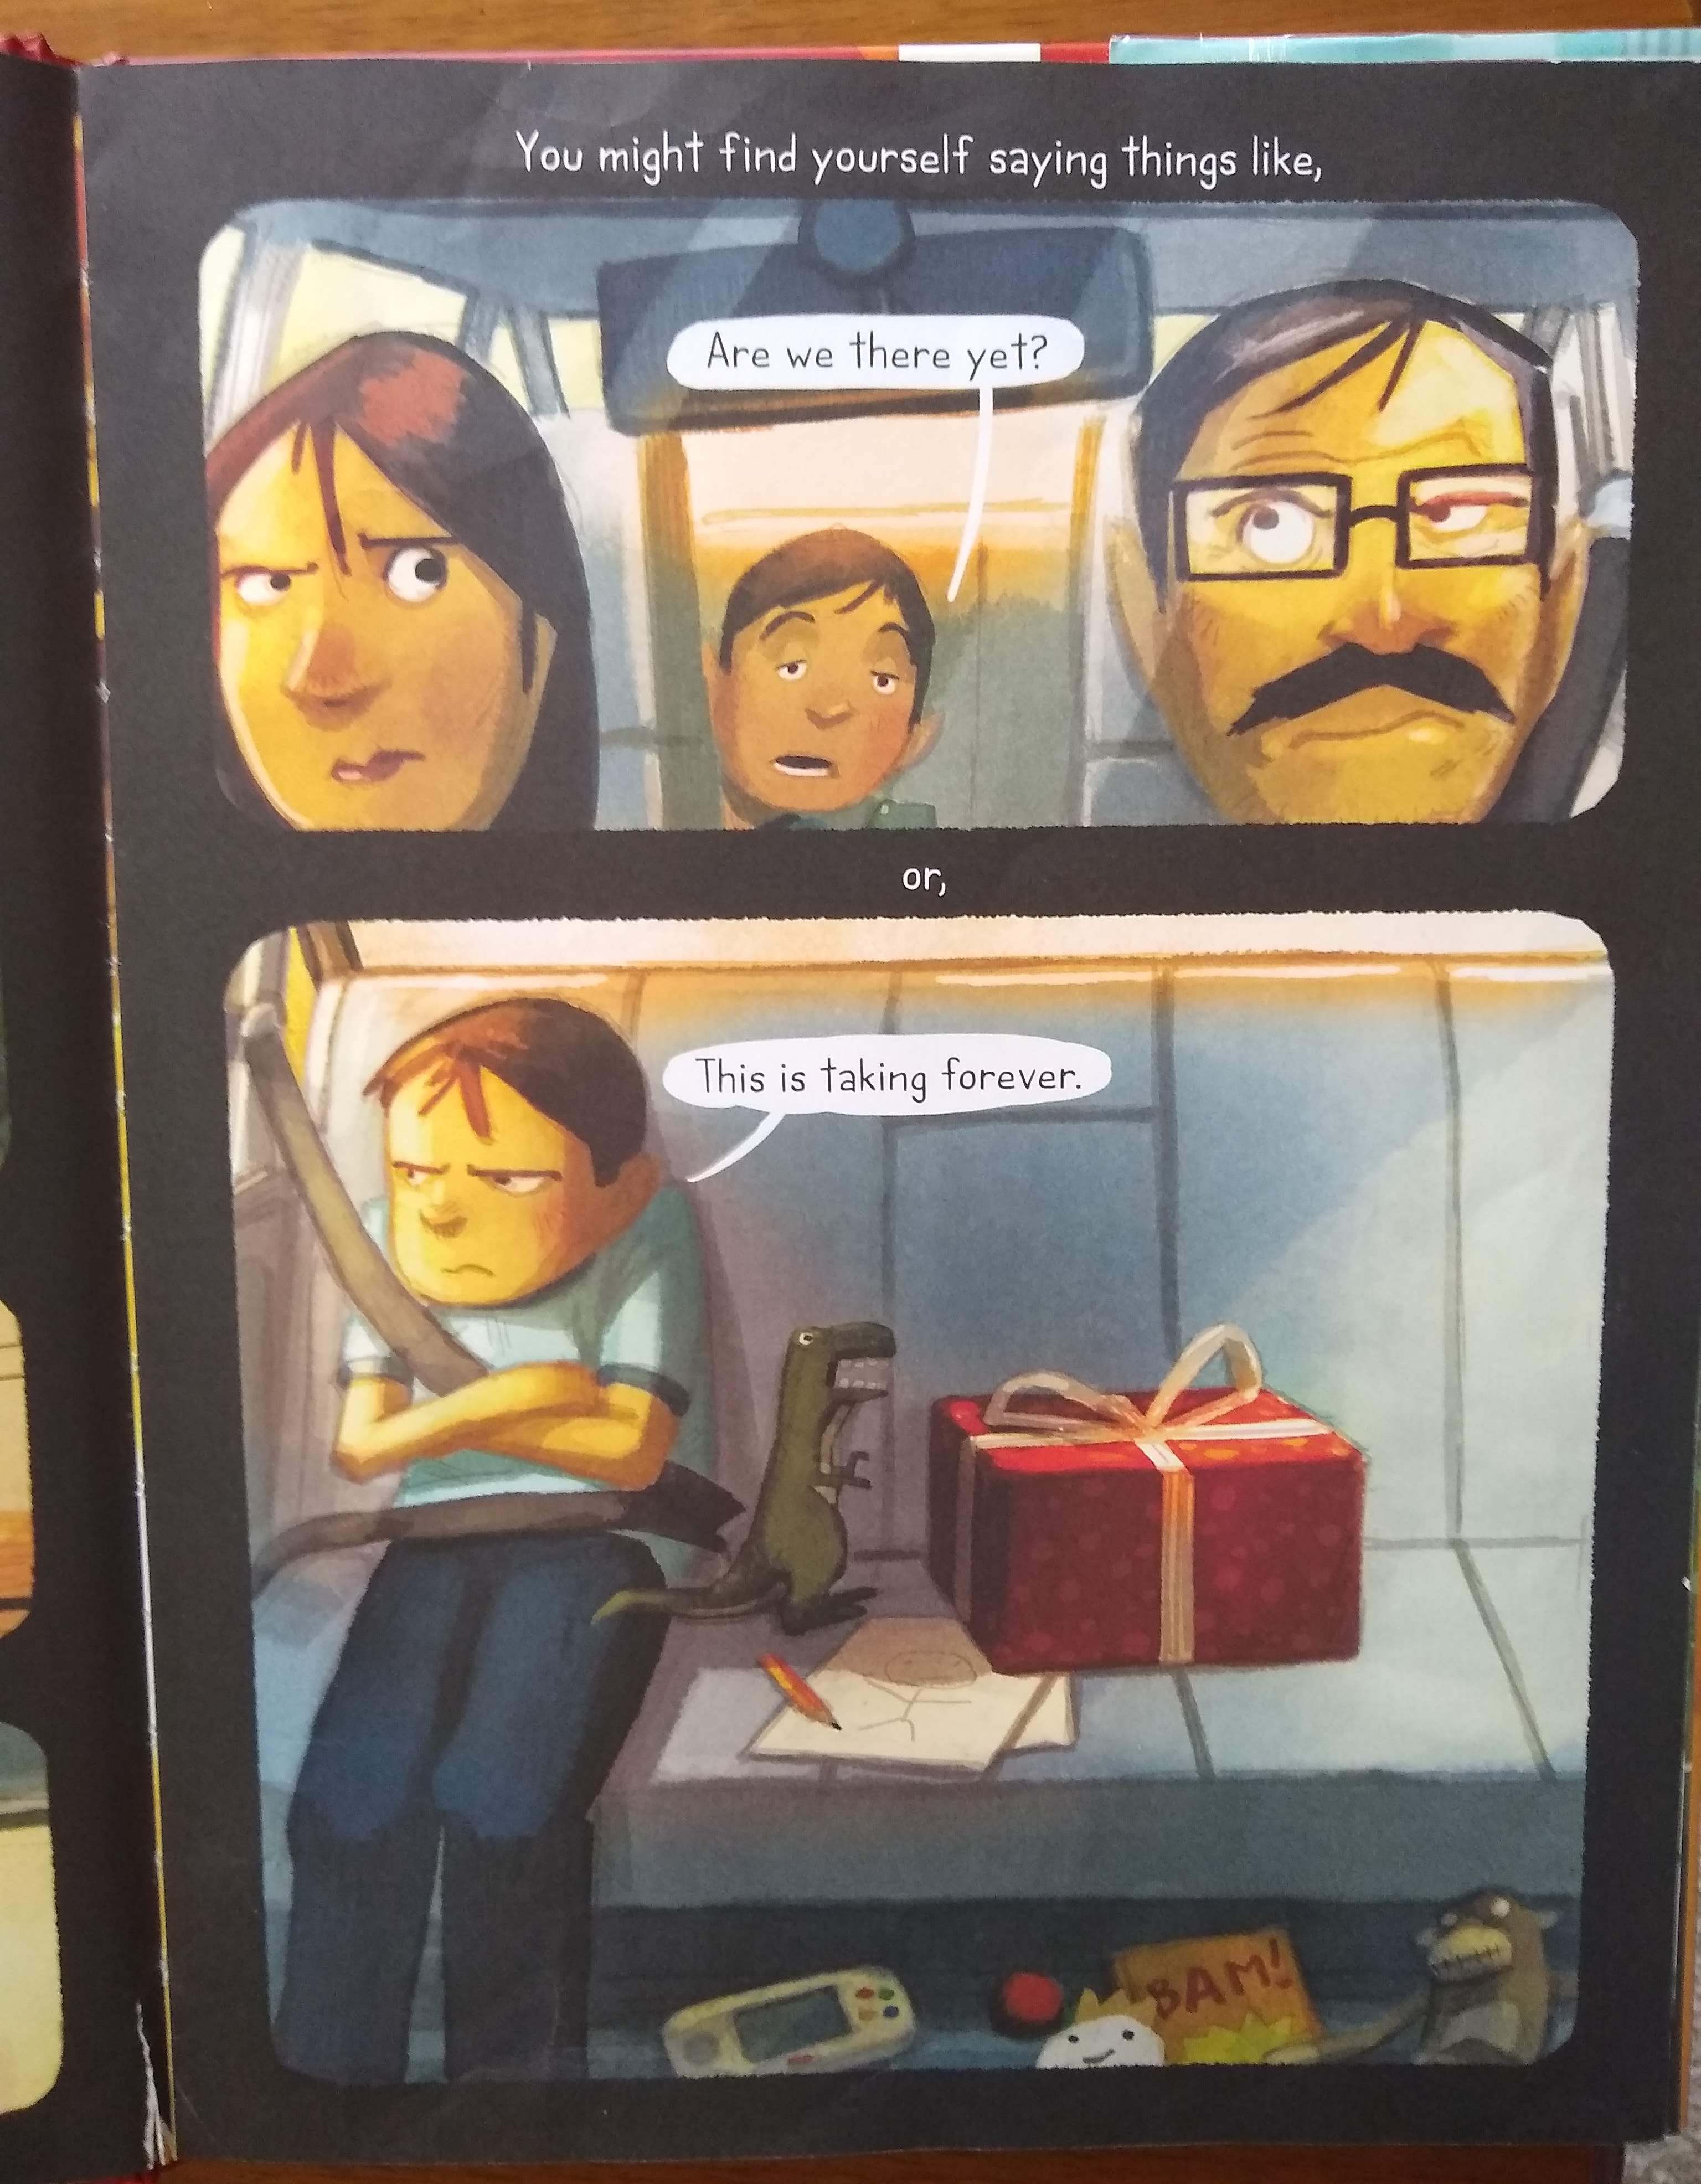 You might find yourself saying things like,
Are we there yet?
or,
This is taking forever.
BAM!